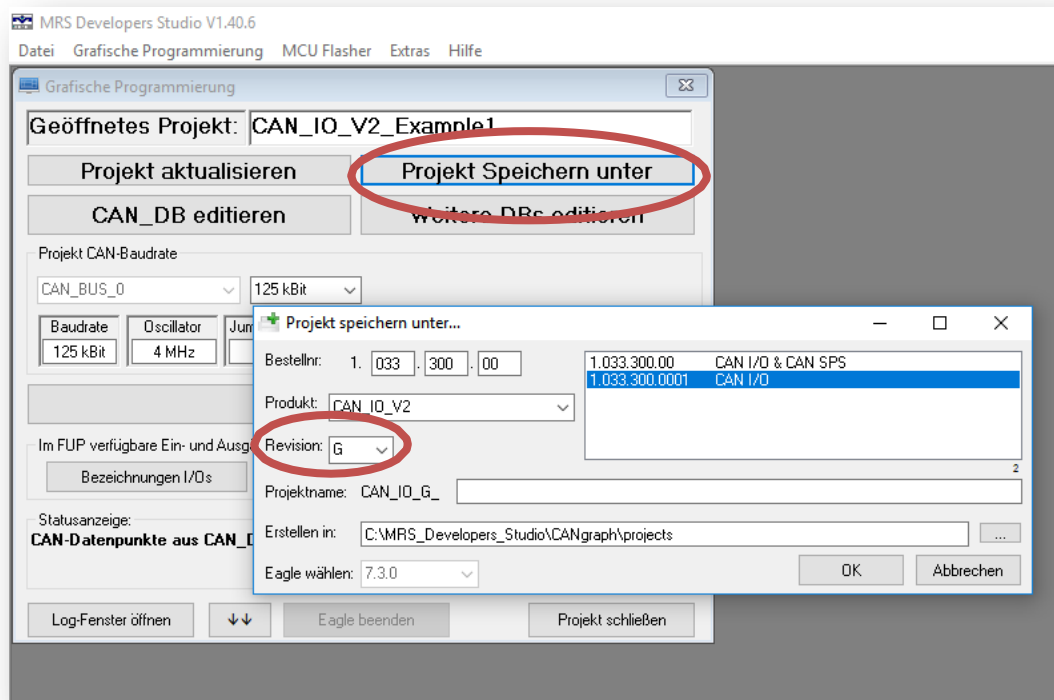 MRS Developers Studio V1.40.6
Datei Grafische Programmierung MCU Flasher Extras Hilfe
Grafische Programmierung
Geöffnetes Projekt: CAN_IO_V2_Example1
Projekt aktualisieren
Projekt Speichern unter
CAN_DB editieren
Weitere DBs editieren
Projekt CAN-Baudrate
CAN_BUS_0
125 kBit
Baudrate
Oscillator
125 kBit
4 MHz
Projekt speichern unter...
Bestellnr: 1. 033 . 300 . 00
1.033.300.00 CAN I/O & CAN SPS
1.033.300.0001 CAN I/O
Produkt: CAN_IO_V2
Revision: G
2
Projektname: CAN_IO_G_
Erstellen in: C:\MRS_Developers_Studio\CANgraph\projects
...
Eagle wählen: 7.3.0
OK
Abbrechen
Im FUP verfügbare Ein- und Ausg
Bezeichnungen I/Os
Statusanzeige:
CAN-Datenpunkte aus CAN_D
Log-Fenster öffnen
↓↓
Eagle beenden
Projekt schließen